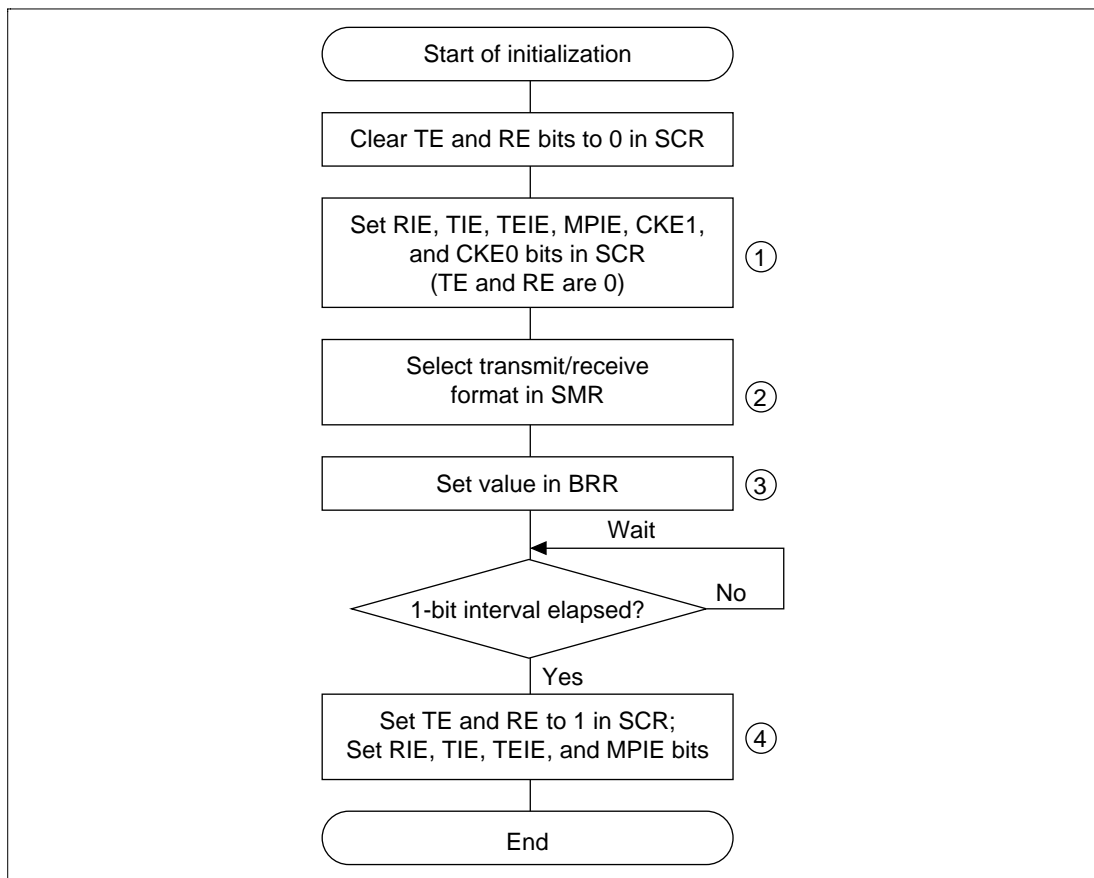 Start of initialization
Clear TE and RE bits to 0 in SCR
Set RIE, TIE, TEIE, MPIE, CKE1,
and CKE0 bits in SCR
(TE and RE are 0)
1
Select transmit/receive
format in SMR
2
Set value in BRR
3
Wait
1-bit interval elapsed?
No
Yes
Set TE and RE to 1 in SCR;
Set RIE, TIE, TEIE, and MPIE bits
4
End